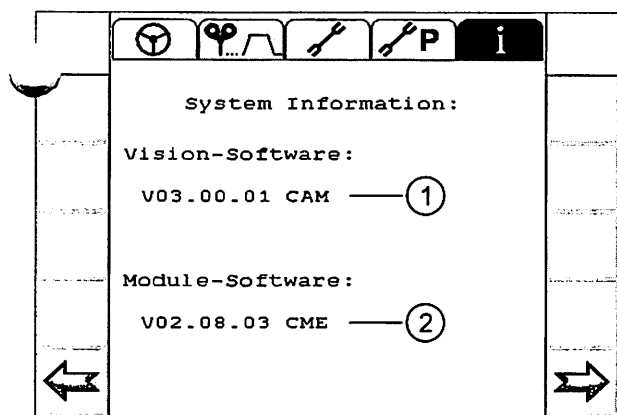 P i
System Information:
Vision-Software:
V03.00.01 CAM 1
Module-Software:
V02.08.03 CME 2